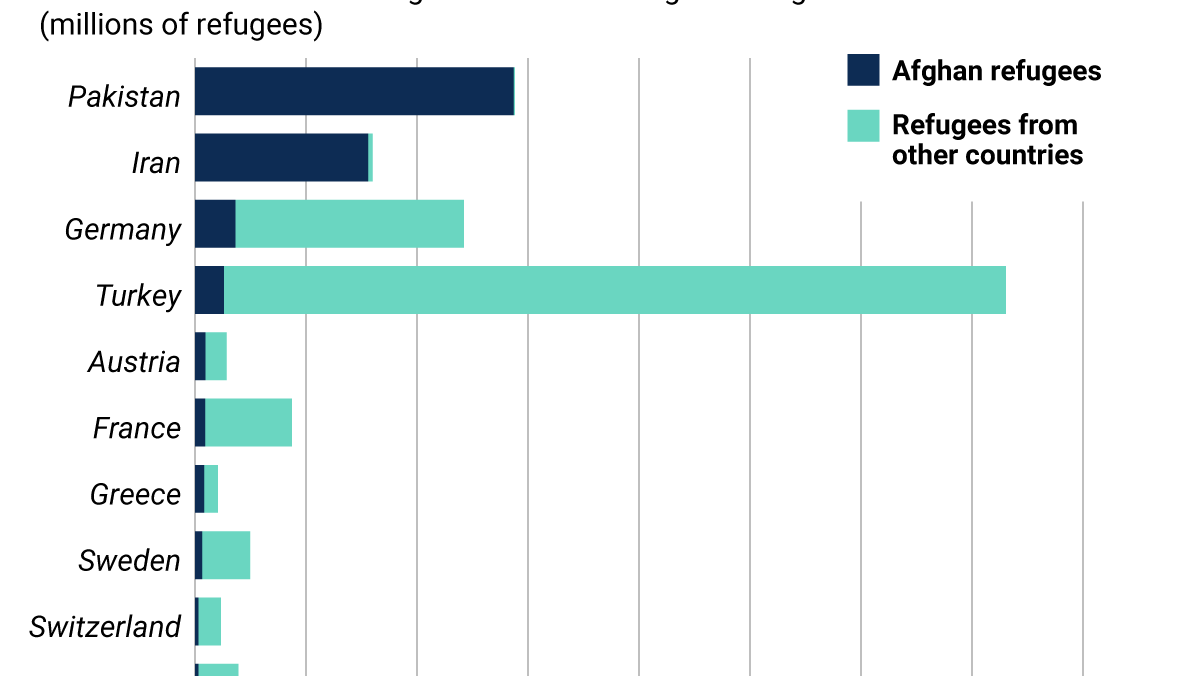 (millions of refugees)
Afghan refugees
Refugees from
other countries
Pakistan
Iran
Germany
Turkey
Austria
France
Greece
Sweden
Switzerland